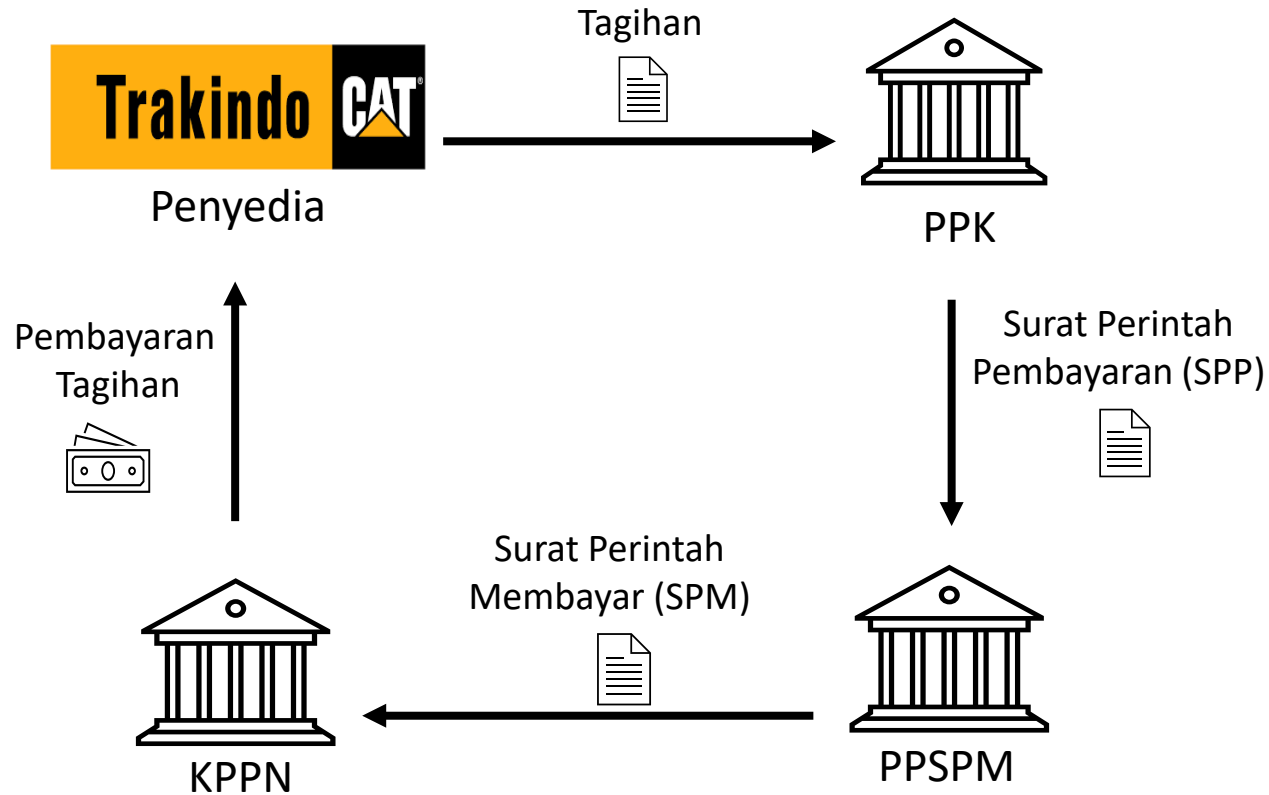 Tagihan
Trakindo CAT®
Penyedia
PPK
Surat Perintah
Pembayaran (SPP)
Pembayaran
Tagihan
Surat Perintah
Membayar (SPM)
KPPN
PPSPM